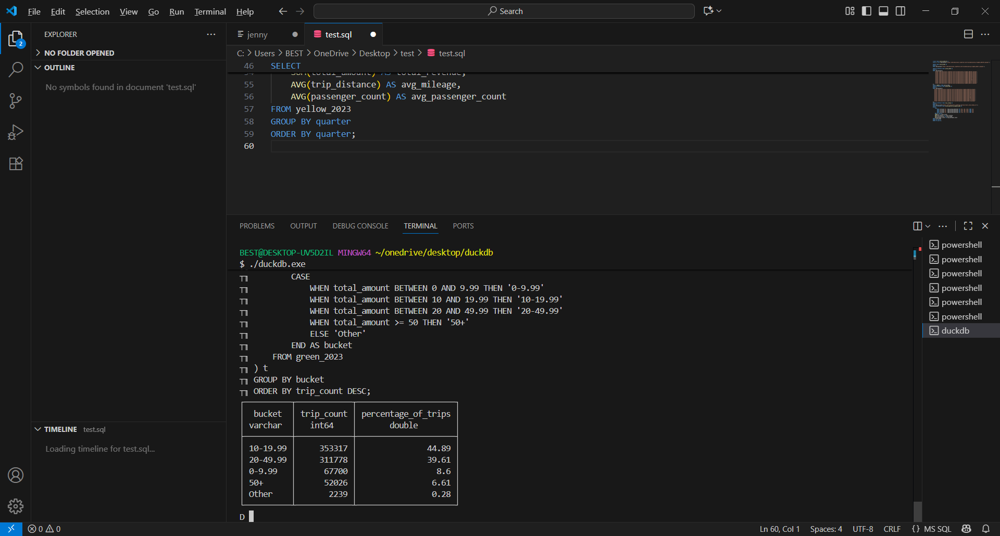 File Edit Selection View Go Run Terminal Help
Search
EXPLORER
NO FOLDER OPENED
OUTLINE
No symbols found in document 'test.sql'
TIMELINE test.sql
Loading timeline for test.sql...
2
jenny
test.sql
C: > Users > BEST > OneDrive > Desktop > test > test.sql
46 SELECT
54 SUM(total_amount) AS total_revenue,
55 AVG(trip_distance) AS avg_mileage,
56 AVG(passenger_count) AS avg_passenger_count
57 FROM yellow_2023
58 GROUP BY quarter
59 ORDER BY quarter;
60
PROBLEMS OUTPUT DEBUG CONSOLE TERMINAL PORTS
BEST@DESKTOP-UV5D2IL MINGW64 ~/onedrive/desktop/duckdb
$ ./duckdb.exe
CASE
WHEN total_amount BETWEEN 0 AND 9.99 THEN '0-9.99'
WHEN total_amount BETWEEN 10 AND 19.99 THEN '10-19.99'
WHEN total_amount BETWEEN 20 AND 49.99 THEN '20-49.99'
WHEN total_amount >= 50 THEN '50+'
ELSE 'Other'
END AS bucket
FROM green_2023
) t
GROUP BY bucket
ORDER BY trip_count DESC;
bucket trip_count percentage_of_trips
varchar int64 double
10-19.99 353317 44.89
20-49.99 311778 39.61
0-9.99 67700 8.6
50+ 52026 6.61
Other 2239 0.28
D
powershell
powershell
powershell
powershell
powershell
powershell
duckdb
0 0
Ln 60, Col 1 Spaces: 4 UTF-8 CRLF {} MS SQL